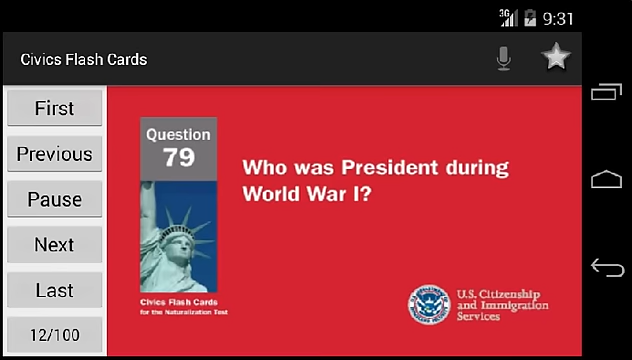 3G 9:31
Civics Flash Cards
First
Previous
Pause
Next
Last
12/100
Question
79
Who was President during
World War I?
Civics Flash Cards
for the Naturalization Test
U.S. Citizenship
and Immigration
Services